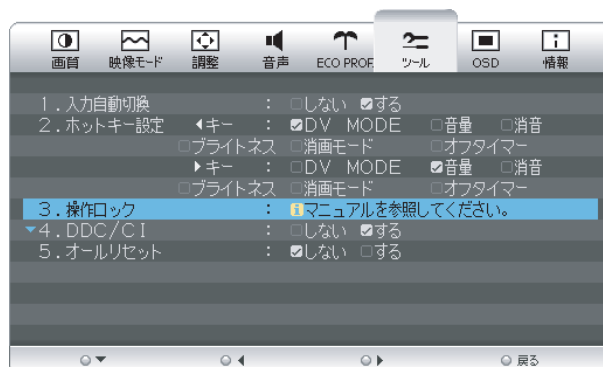 画質 映像モード 調整 音声 ECO PROF. ツール OSD 情報
1.入力自動切換 : しない する
2.ホットキー設定 キー : DV MODE 音量 消音
ブライトネス 消画モード オフタイマー
キー : DV MODE 音量 消音
ブライトネス 消画モード オフタイマー
3.操作ロック : マニュアルを参照してください。
4.DDC/CI : しない する
5.オールリセット : しない する
戻る